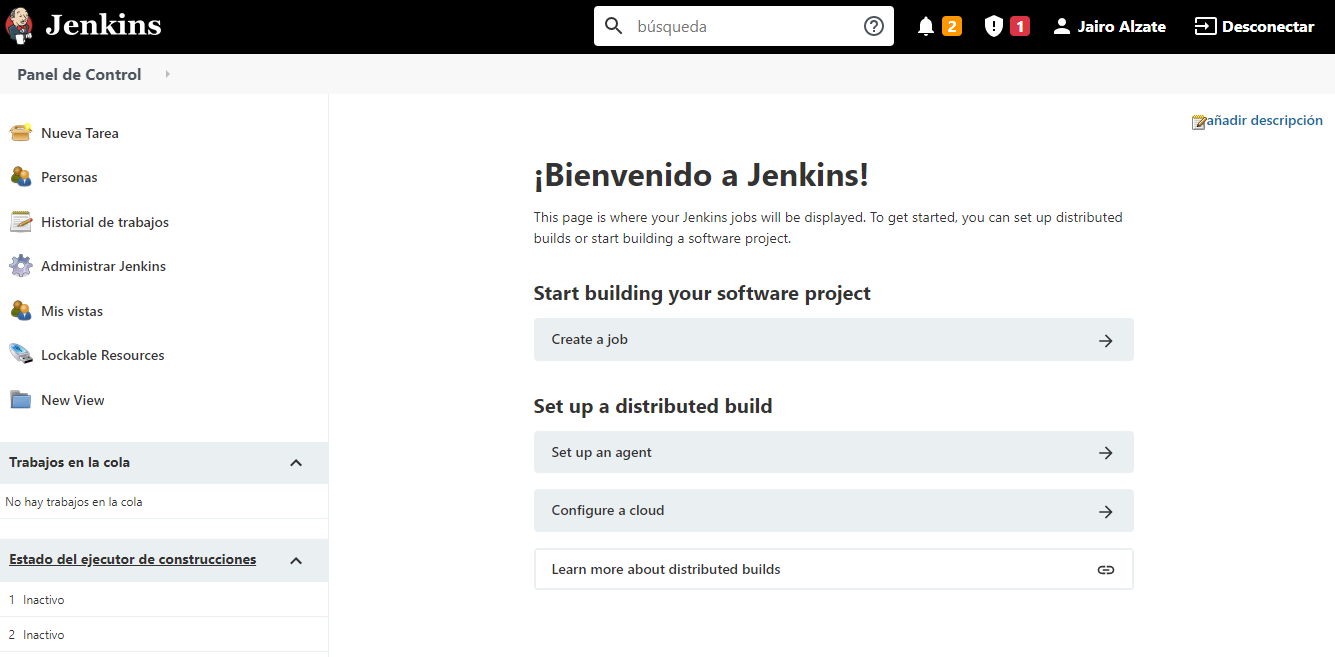 Jenkins
búsqueda
2
1
Jairo Alzate
Desconectar
Panel de Control
Nueva Tarea
Personas
Historial de trabajos
Administrar Jenkins
Mis vistas
Lockable Resources
New View
Trabajos en la cola
No hay trabajos en la cola
Estado del ejecutor de construcciones
1 Inactivo
2 Inactivo
añadir descripción
¡Bienvenido a Jenkins!
This page is where your Jenkins jobs will be displayed. To get started, you can set up distributed
builds or start building a software project.
Start building your software project
Create a job
Set up a distributed build
Set up an agent
Configure a cloud
Learn more about distributed builds